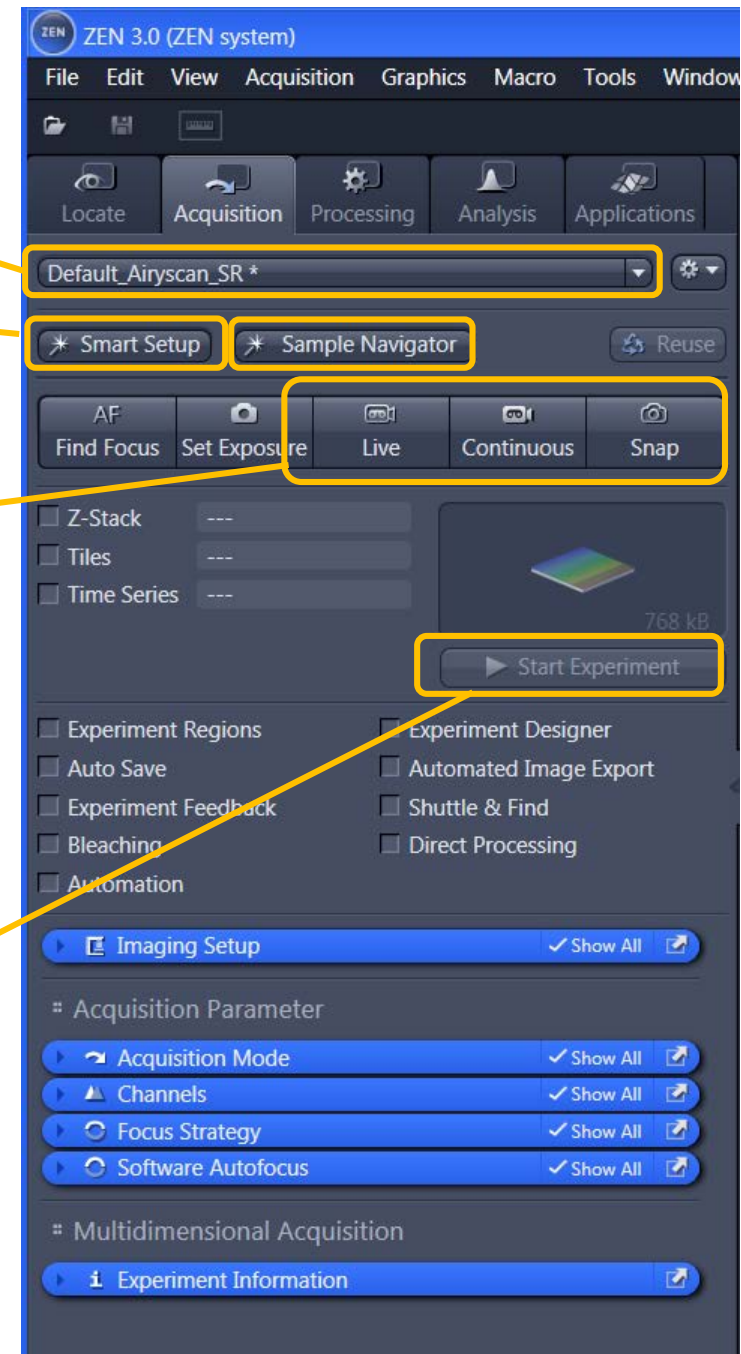 ZEN ZEN 3.0 (ZEN system)
File Edit View Acquisition Graphics Macro Tools Window
Locate Acquisition Processing Analysis Applications
Default_Airyscan_SR *
Smart Setup Sample Navigator Reuse
AF
Find Focus Set Exposure Live Continuous Snap
Z-Stack ---
Tiles ---
Time Series ---
768 kB
Start Experiment
Experiment Regions Experiment Designer
Auto Save Automated Image Export
Experiment Feedback Shuttle & Find
Bleaching Direct Processing
Automation
Imaging Setup Show All
Acquisition Parameter
Acquisition Mode Show All
Channels Show All
Focus Strategy Show All
Software Autofocus Show All
Multidimensional Acquisition
Experiment Information